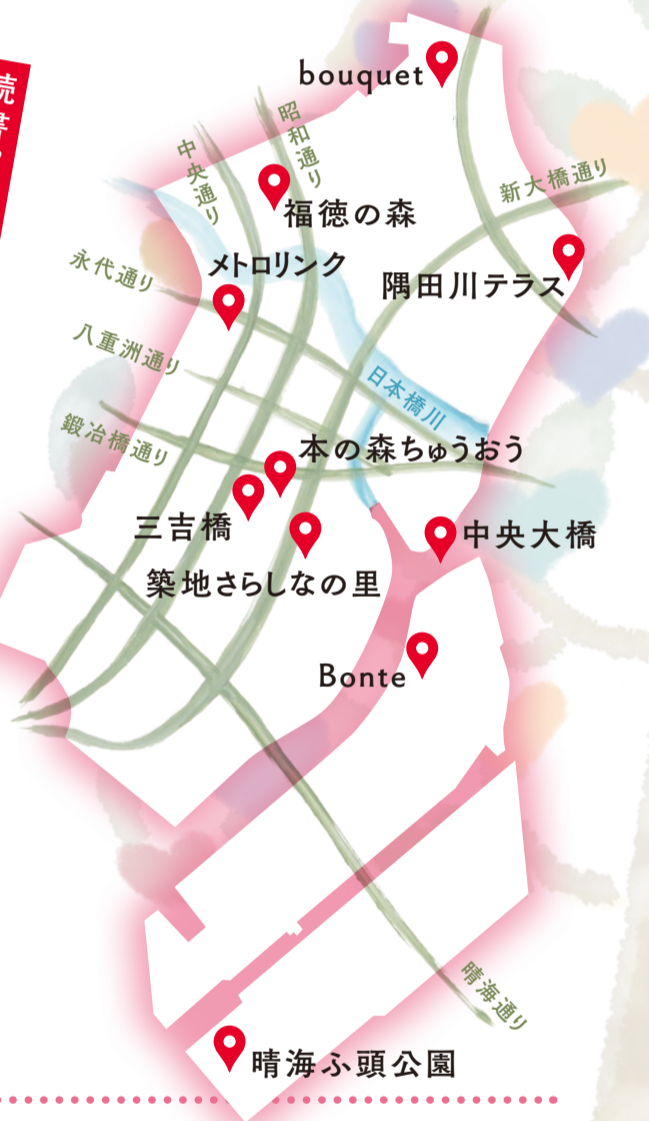 bouquet
中央通り
昭和通り
福徳の森
新大橋通り
隅田川テラス
メトロリンク
永代通り
八重洲通り
鍛冶橋通り
日本橋川
本の森ちゅうおう
三吉橋
築地さらしなの里
中央大橋
Bonte
晴海通り
晴海ふ頭公園